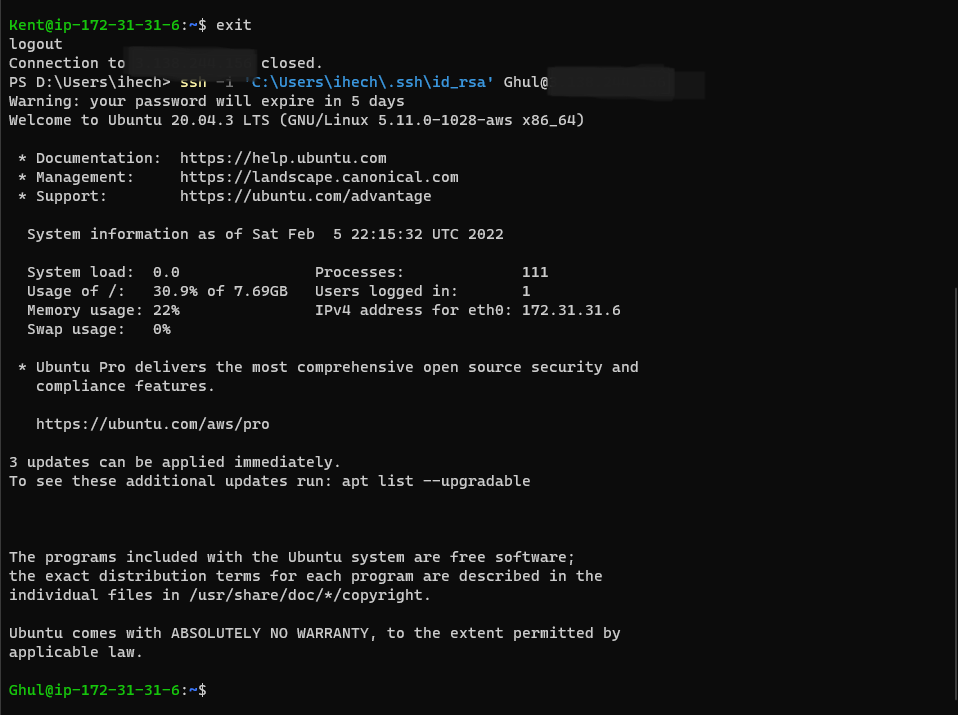 Kent@ip-172-31-31-6:~$ exit
logout
Connection to closed.
PS D:\Users\ihech> ssh -i 'C:\Users\ihech\.ssh\id_rsa' Ghul@
Warning: your password will expire in 5 days
Welcome to Ubuntu 20.04.3 LTS (GNU/Linux 5.11.0-1028-aws x86_64)
* Documentation:  https://help.ubuntu.com
* Management:     https://landscape.canonical.com
* Support:        https://ubuntu.com/advantage
System information as of Sat Feb  5 22:15:32 UTC 2022
System load:  0.0               Processes:             111
Usage of /:   30.9% of 7.69GB   Users logged in:       1
Memory usage: 22%               IPv4 address for eth0: 172.31.31.6
Swap usage:   0%
* Ubuntu Pro delivers the most comprehensive open source security and
compliance features.
https://ubuntu.com/aws/pro
3 updates can be applied immediately.
To see these additional updates run: apt list --upgradable
The programs included with the Ubuntu system are free software;
the exact distribution terms for each program are described in the
individual files in /usr/share/doc/*/copyright.
Ubuntu comes with ABSOLUTELY NO WARRANTY, to the extent permitted by
applicable law.
Ghul@ip-172-31-31-6:~$